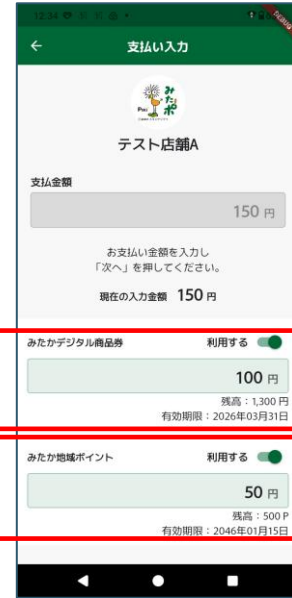 12:34
支払い入力
みたポ
テスト店舗A
支払金額
150 円
お支払い金額を入力し
「次へ」を押してください。
現在の入力金額 150 円
みたかデジタル商品券 利用する
100 円
残高：1,300 円
有効期限：2026年03月31日
みたか地域ポイント 利用する
50 円
残高：500 P
有効期限：2046年01月15日